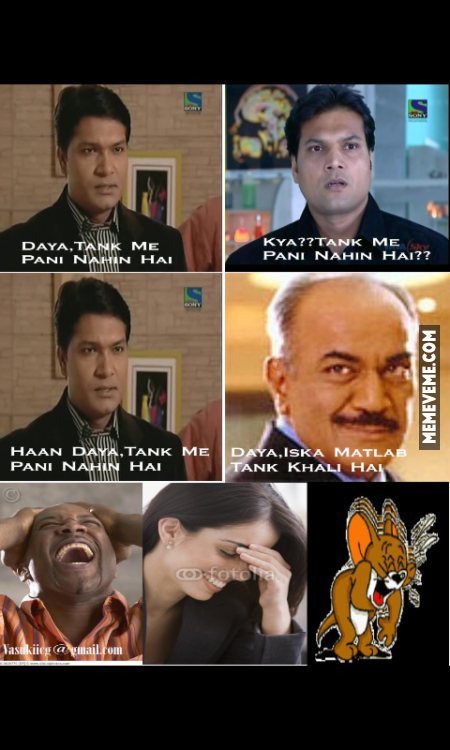 SONY
SONY
Daya,Tank Me
Pani Nahin Hai
Kya??Tank Me
Pani Nahin Hai??
SONY
Haan Daya,Tank Me
Pani Nahin Hai
Daya,Iska Matlab
Tank Khali Hai
MEMEVEME.COM
©
fotolia
Vasukiicg@gmail.com